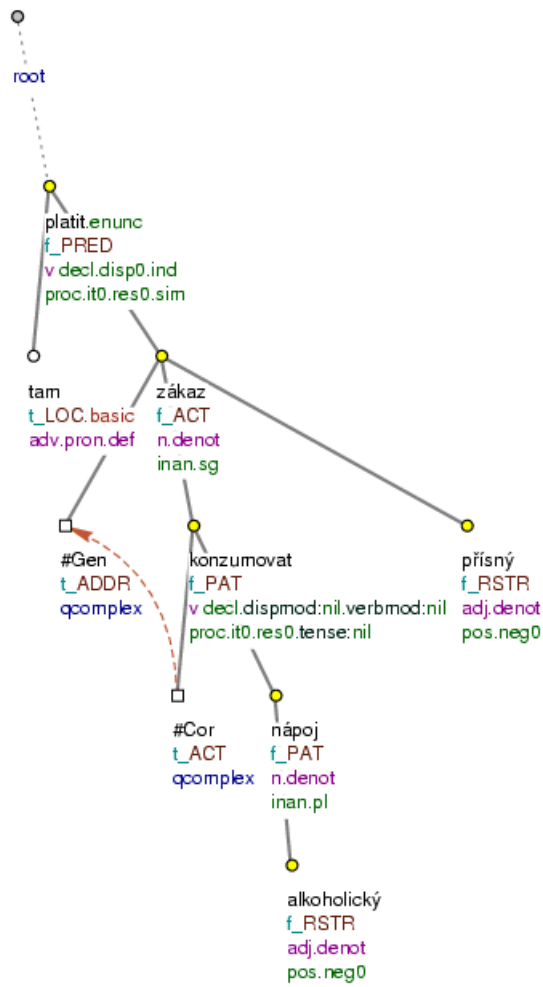 root
platit.enunc
f_PRED
v decl.disp0.ind
proc.it0.res0.sim
tam
t_LOC.basic
adv.pron.def
zákaz
f_ACT
n.denot
inan.sg
#Gen
t_ADDR
qcomplex
konzumovat
f_PAT
v decl.dispmod:nil.verbmod:nil
proc.it0.res0.tense:nil
přísný
f_RSTR
adj.denot
pos.neg0
#Cor
t_ACT
qcomplex
nápoj
f_PAT
n.denot
inan.pl
alkoholický
f_RSTR
adj.denot
pos.neg0